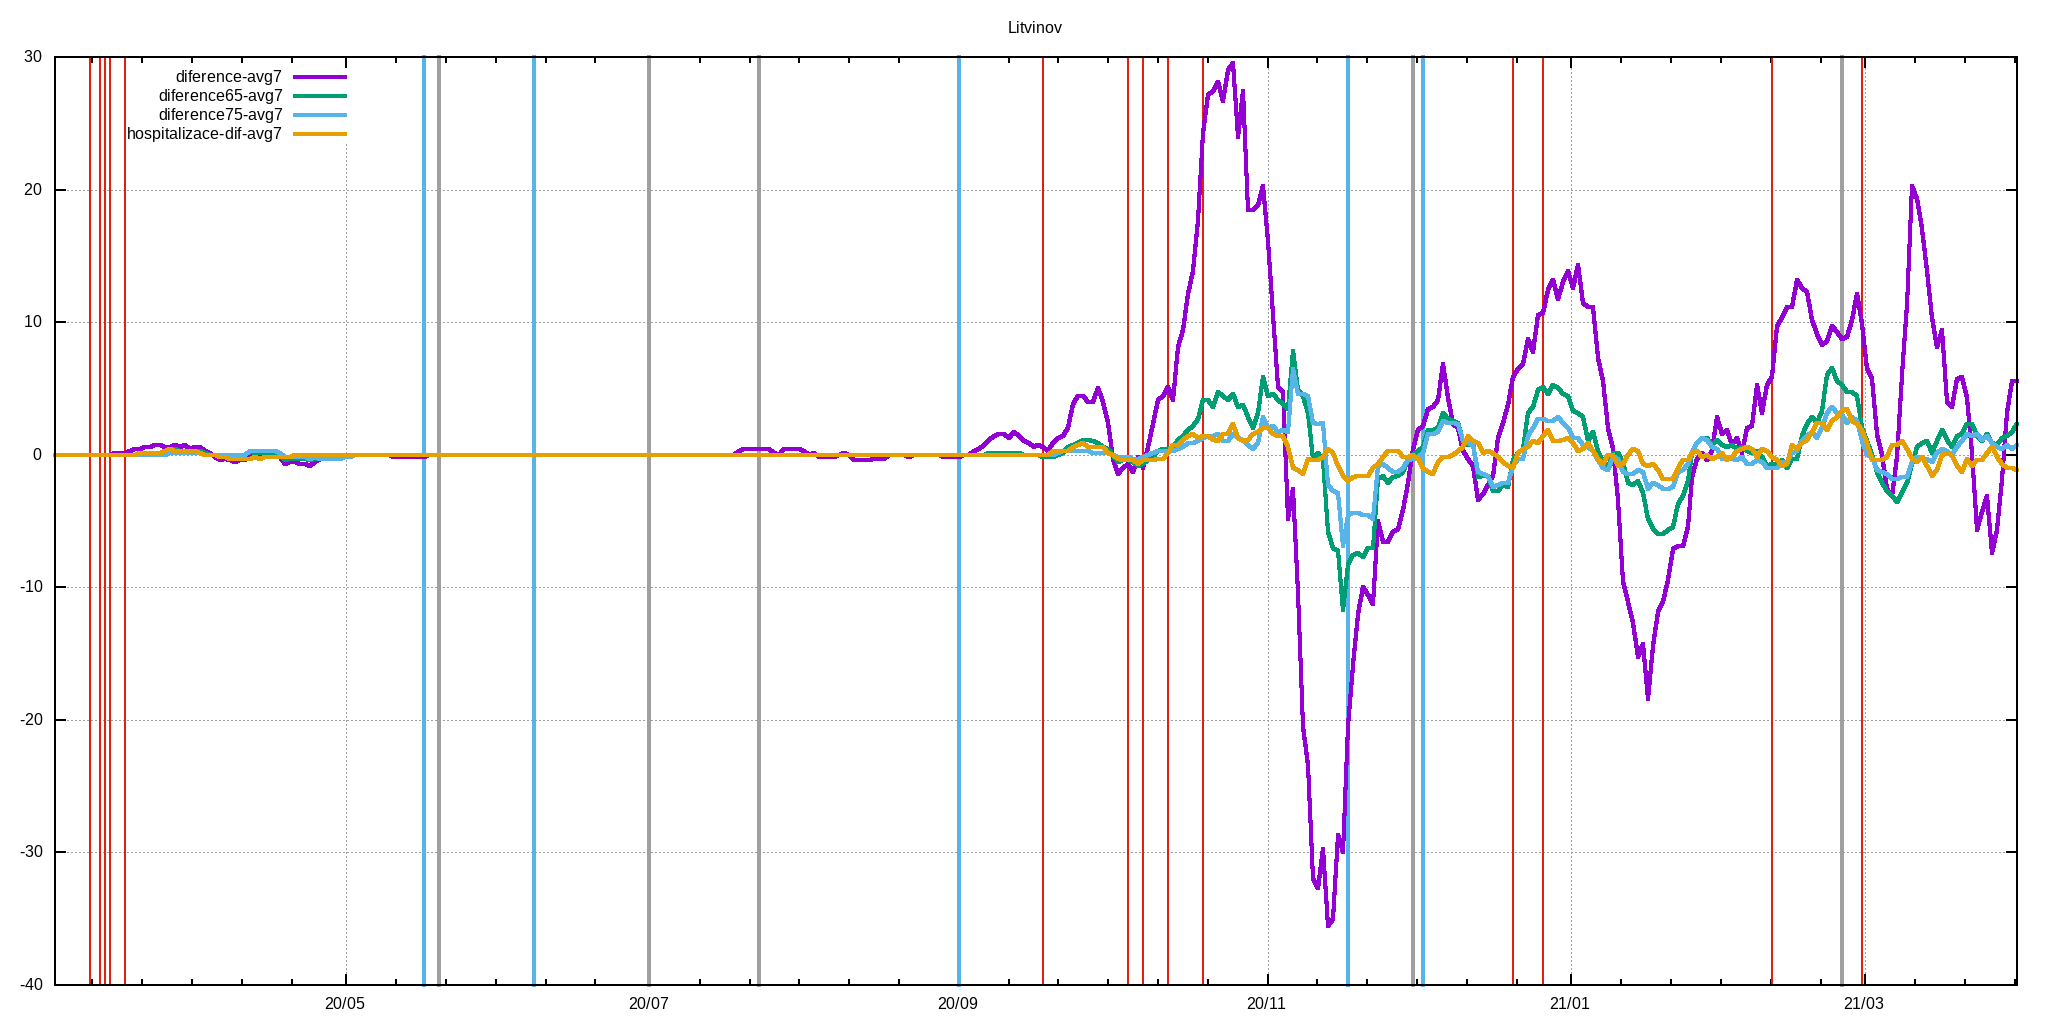 Litvinov
30
diference-avg7
diference65-avg7
diference75-avg7
hospitalizace-dif-avg7
20
10
0
-10
-20
-30
-40
20/05 20/07 20/09 20/11 21/01 21/03